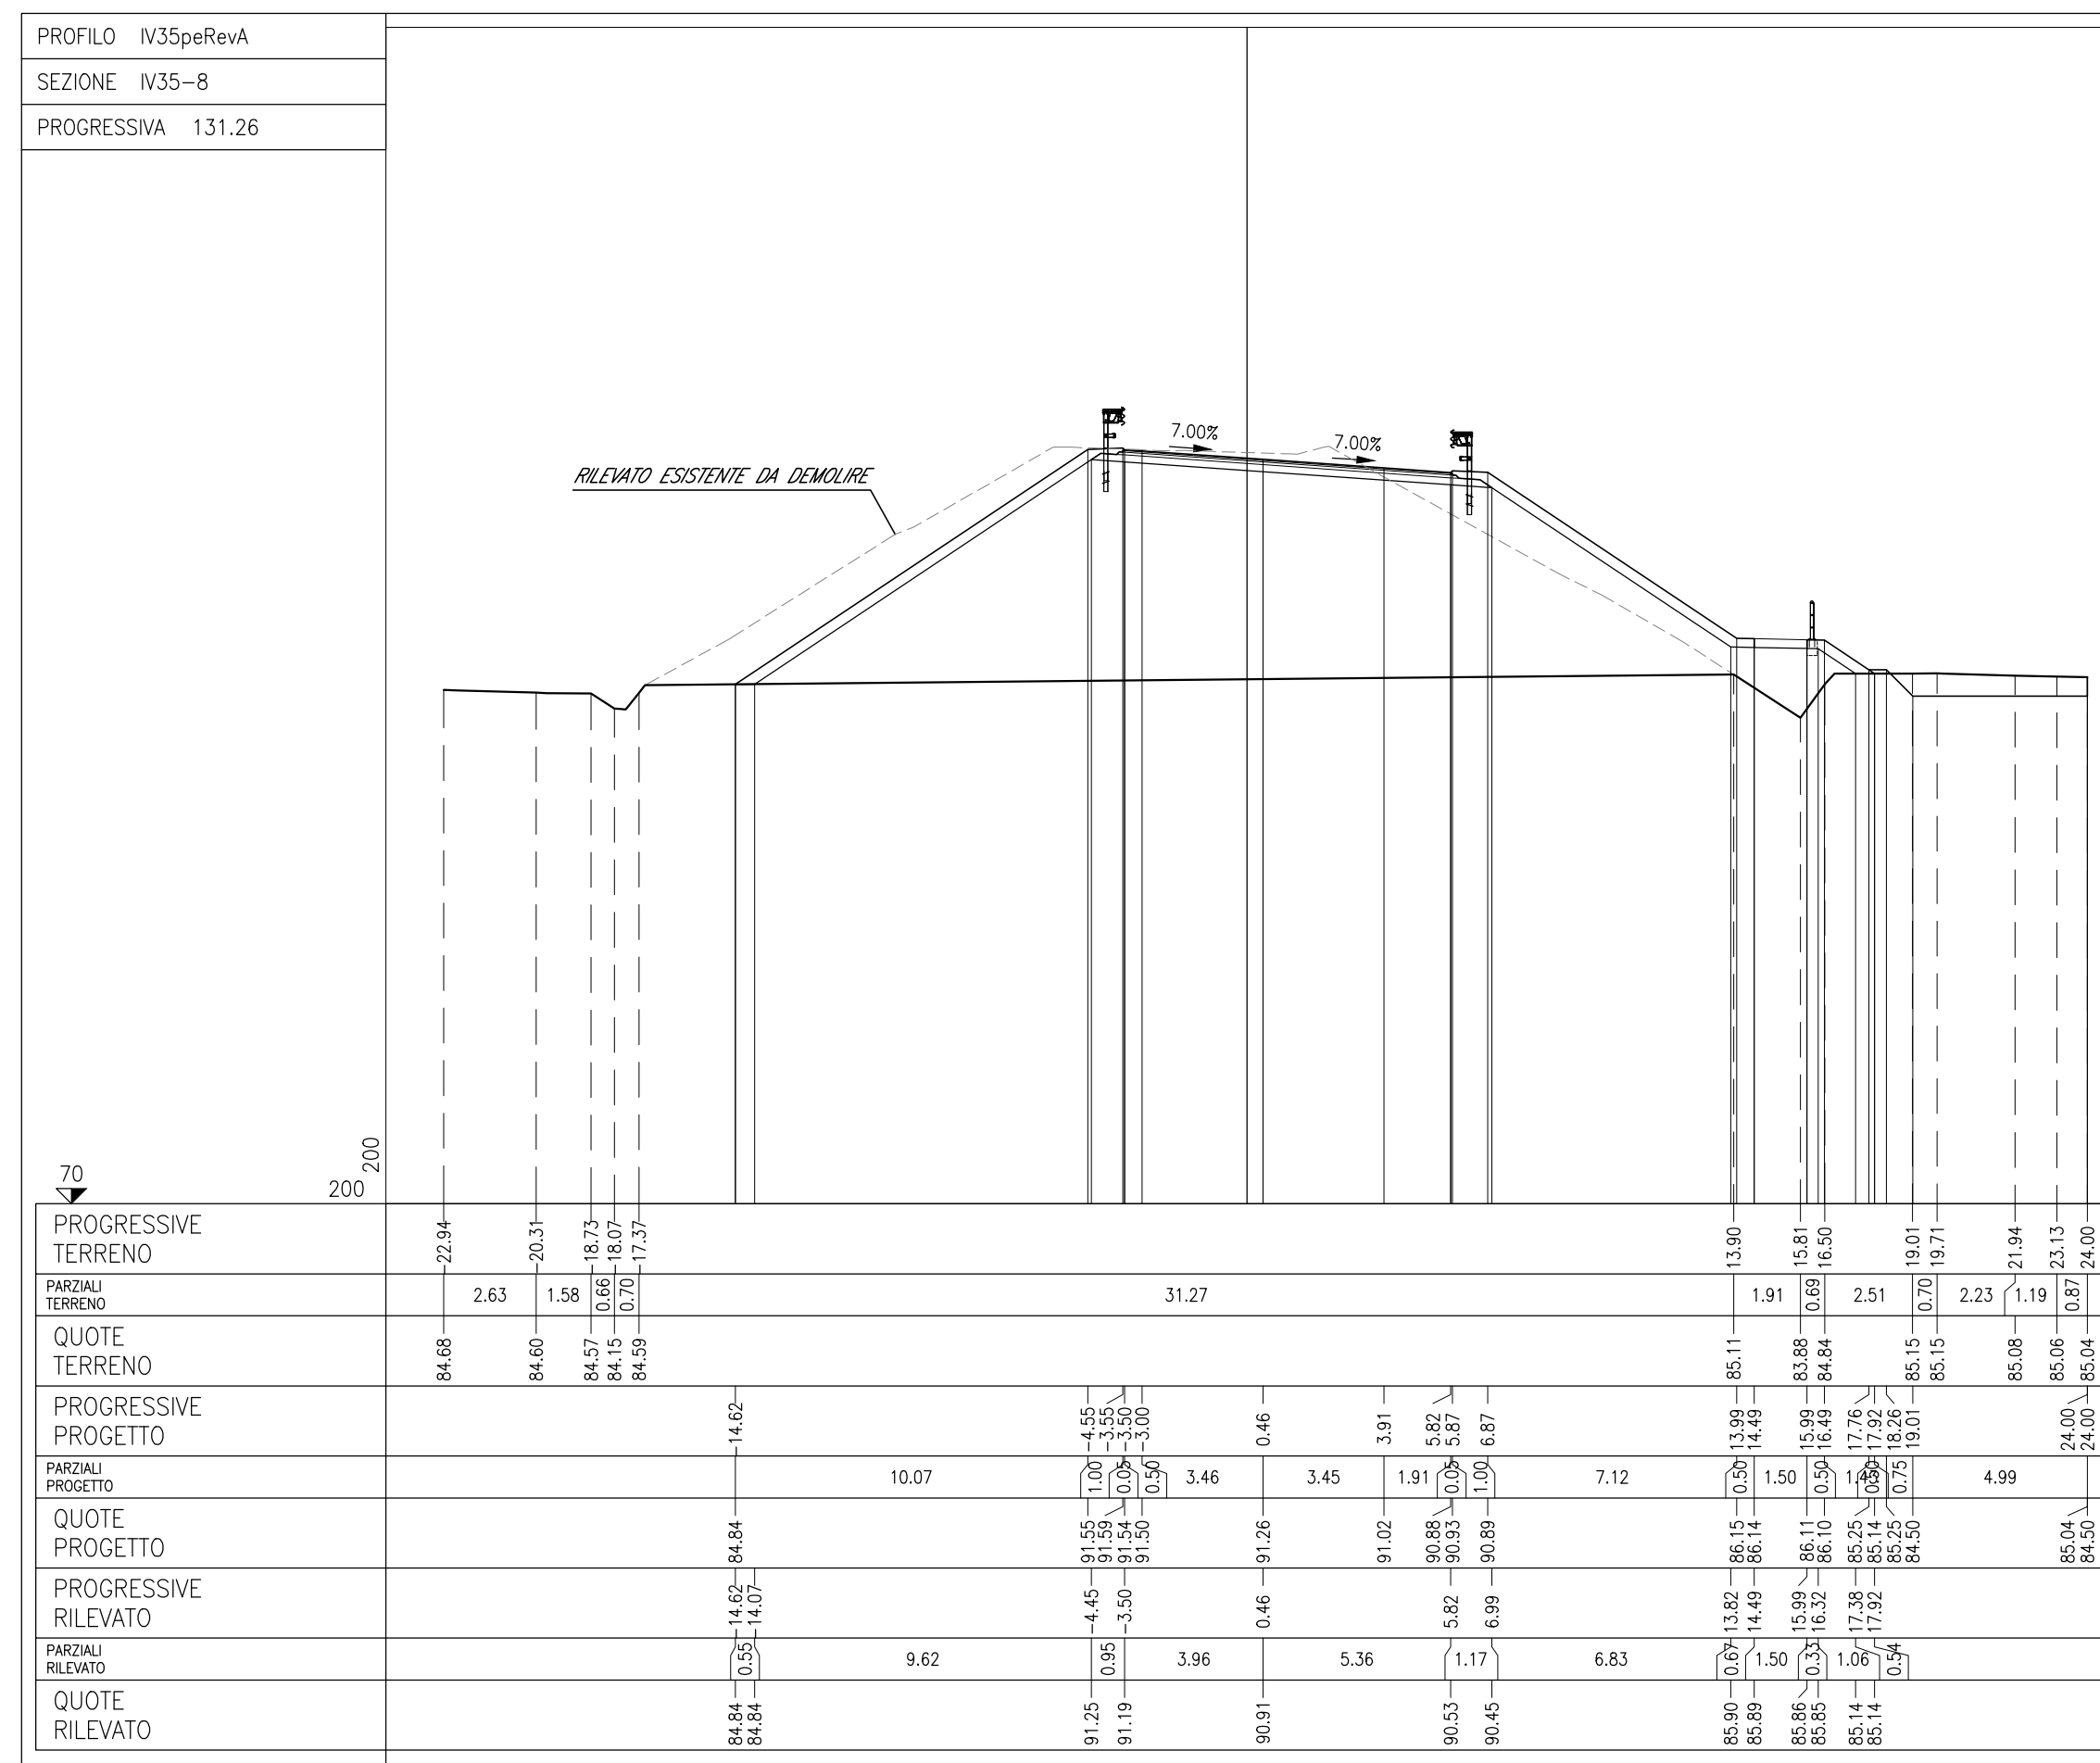 PROFILO IV35peRevA
SEZIONE IV35-8
PROGRESSIVA 131.26
7.00%
7.00%
RILEVATO ESISTENTE DA DEMOLIRE
200
70
200
PROGRESSIVE
TERRENO
-22.94 -20.31 -18.73 -18.07 -17.37 13.90 15.81 16.50 19.01 19.71 21.94 23.13 24.00
PARZIALI
TERRENO
2.63 1.58 0.66 0.70 31.27 1.91 0.69 2.51 0.70 2.23 1.19 0.87
QUOTE
TERRENO
84.68 84.60 84.57 84.15 84.59 85.11 83.88 84.84 85.15 85.15 85.08 85.06 85.04
PROGRESSIVE
PROGETTO
-14.62 -4.55 -3.55 -3.50 -3.00 0.46 3.91 5.82 5.87 6.87 13.99 14.49 15.99 16.49 17.76 17.92 18.26 19.01 24.00 24.00
PARZIALI
PROGETTO
10.07 1.00 0.05 0.50 3.46 3.45 1.91 0.05 1.00 7.12 0.50 1.50 0.50 0.75 4.99
QUOTE
PROGETTO
84.84 91.55 91.59 91.54 91.50 91.26 91.02 90.88 90.93 90.89 86.15 86.14 86.11 86.10 85.25 85.14 85.25 84.50 85.04 84.50
PROGRESSIVE
RILEVATO
-14.62 -14.07 -4.45 -3.50 0.46 5.82 6.99 13.82 14.49 15.99 16.32 17.38 17.92
PARZIALI
RILEVATO
0.55 9.62 0.95 3.96 5.36 1.17 6.83 0.67 1.50 0.33 1.06 0.54
QUOTE
RILEVATO
84.84 84.84 91.25 91.19 90.91 90.53 90.45 85.90 85.89 85.86 85.85 85.14 85.14